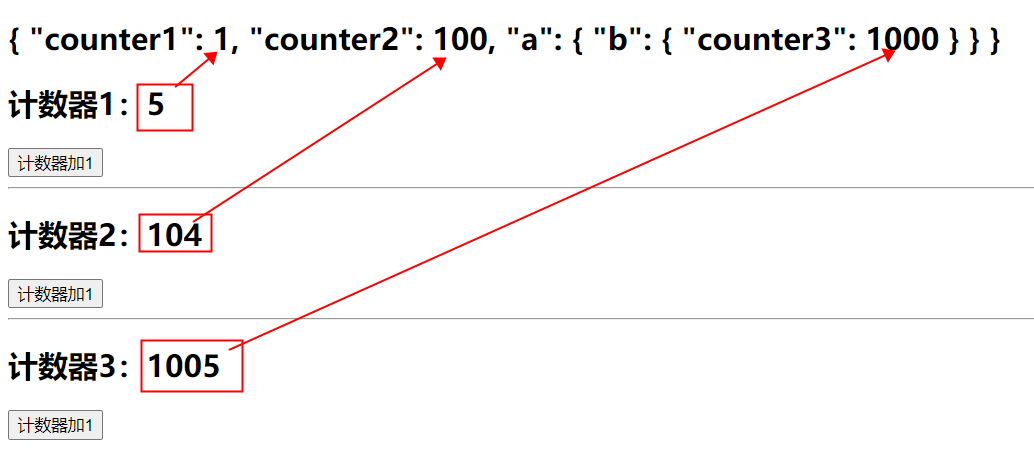 { "counter1": 1, "counter2": 100, "a": { "b": { "counter3": 1000 } } }
计数器1：5
计数器加1
计数器2：104
计数器加1
计数器3：1005
计数器加1